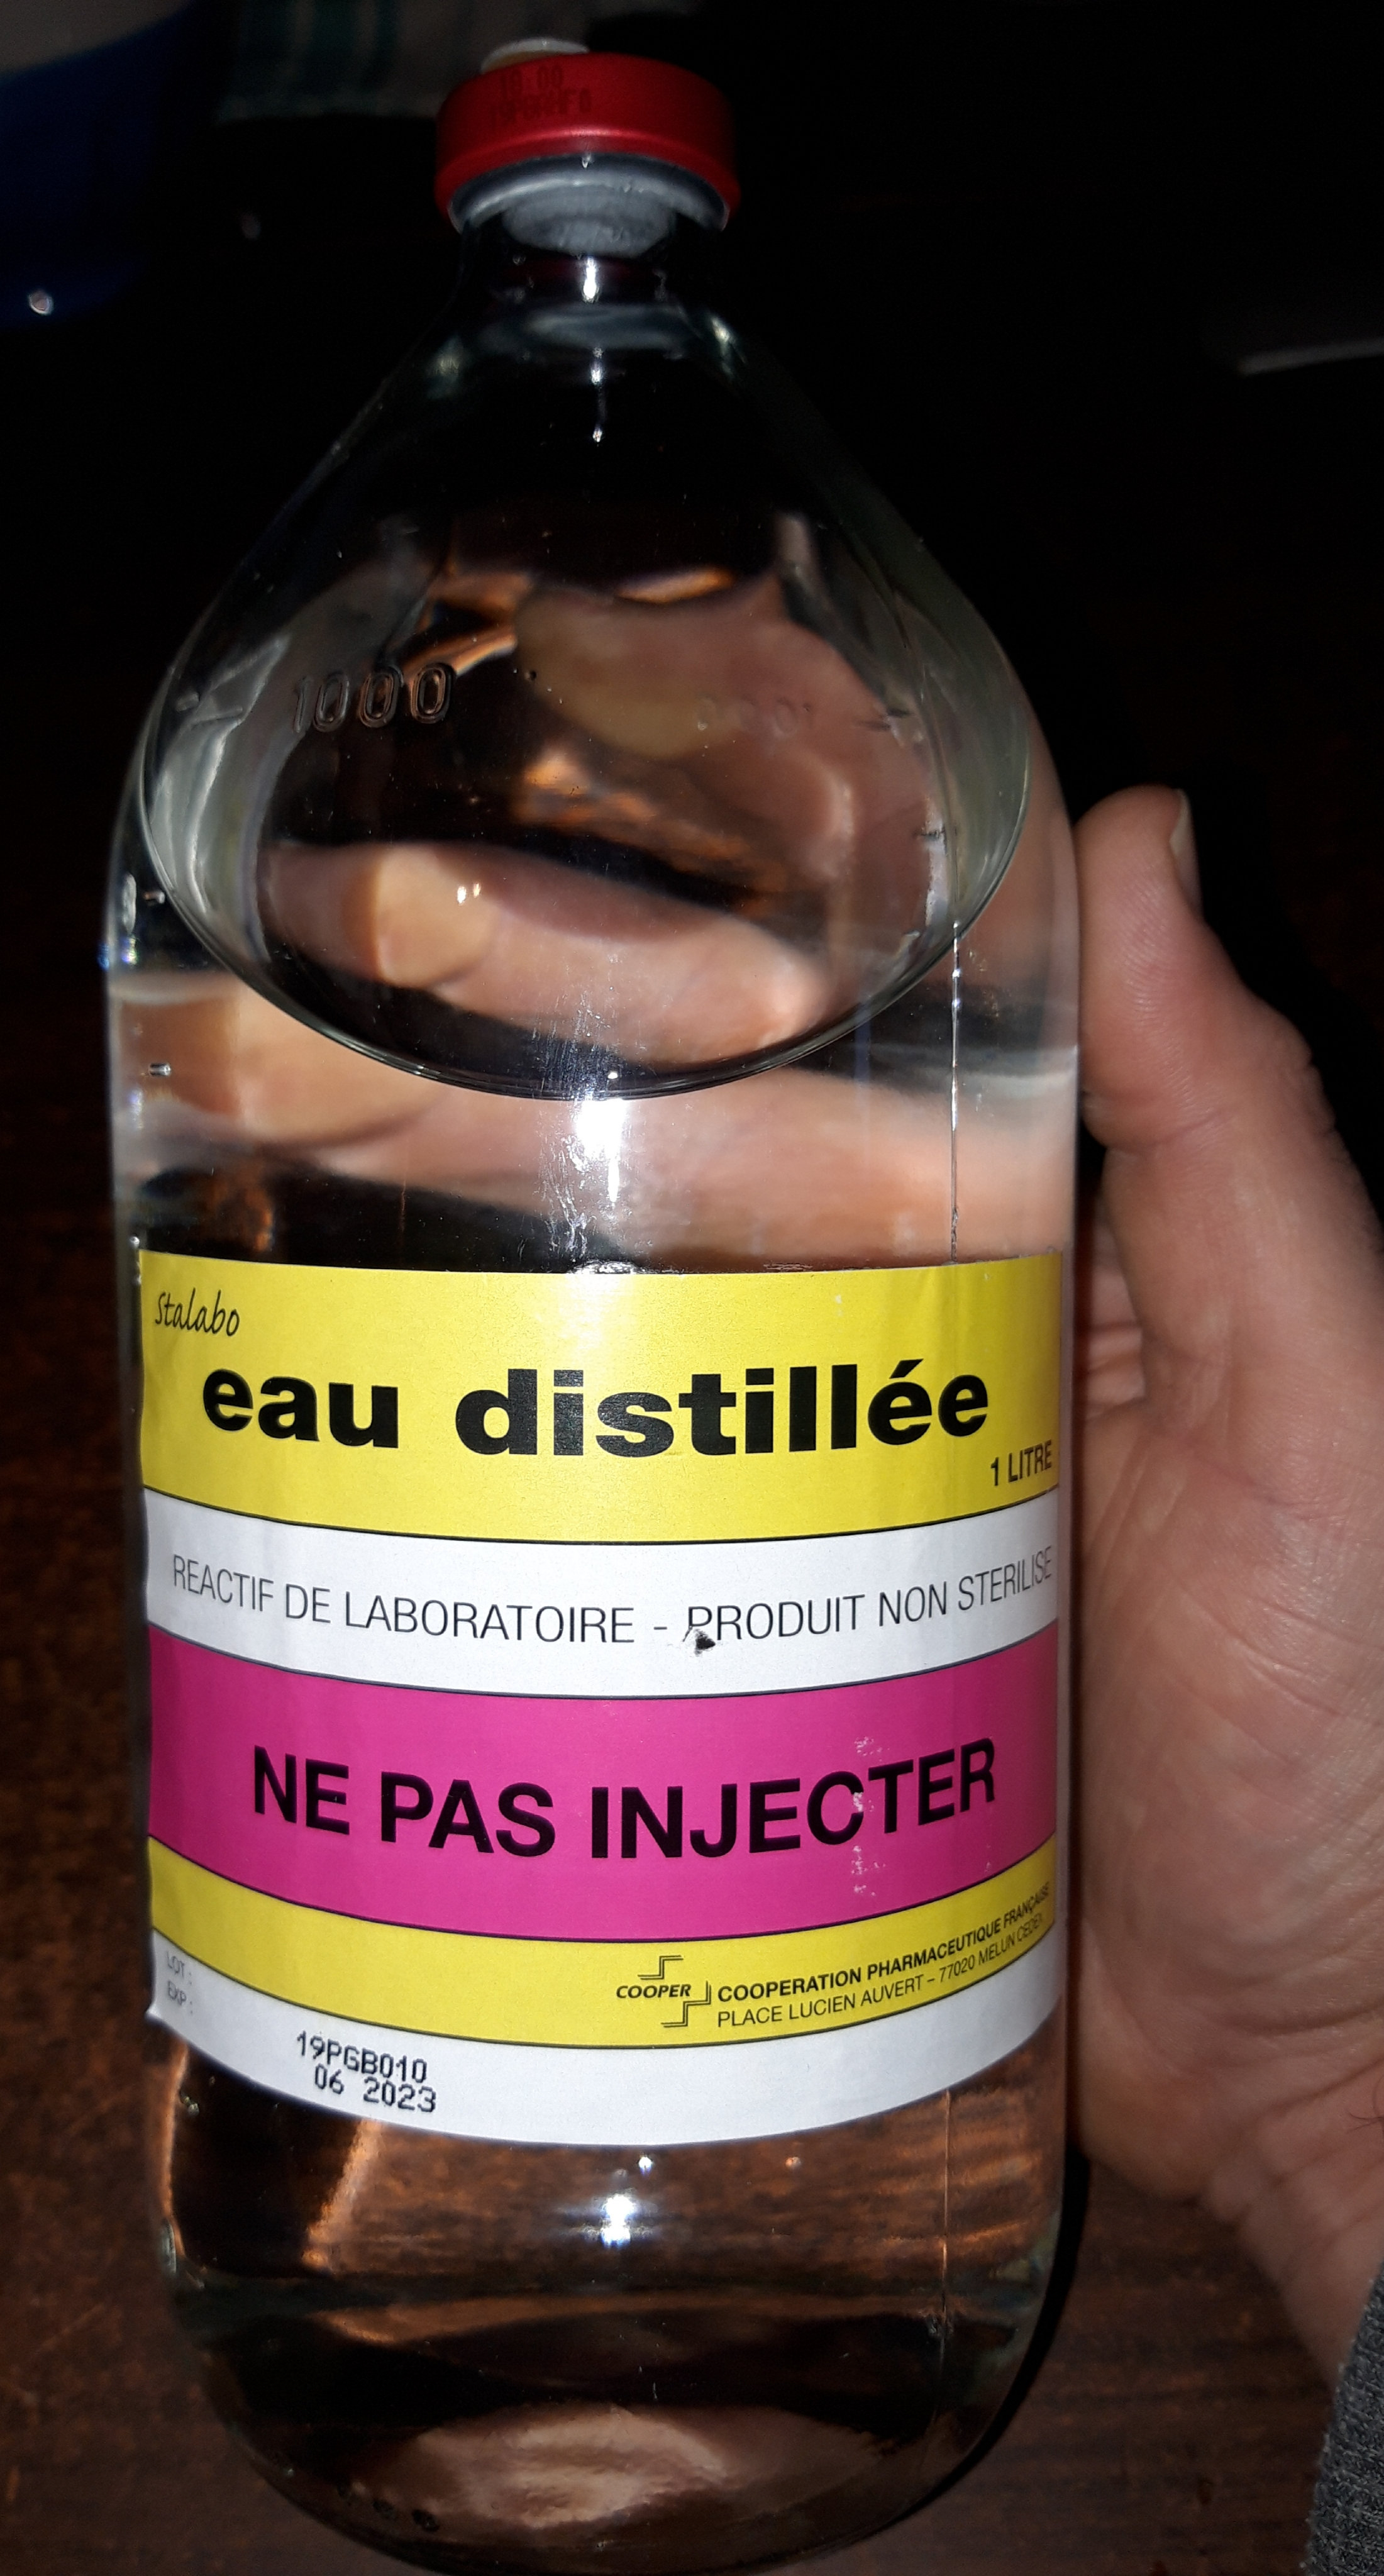 1000
Stalabo
eau distillée
1 LITRE
REACTIF DE LABORATOIRE - PRODUIT NON STERILISE
NE PAS INJECTER
COOPER
COOPERATION PHARMACEUTIQUE FRANÇAISE
PLACE LUCIEN AUVERT – 77020 MELUN CEDEX
LOT :
EXP :
19PGB010
06 2023